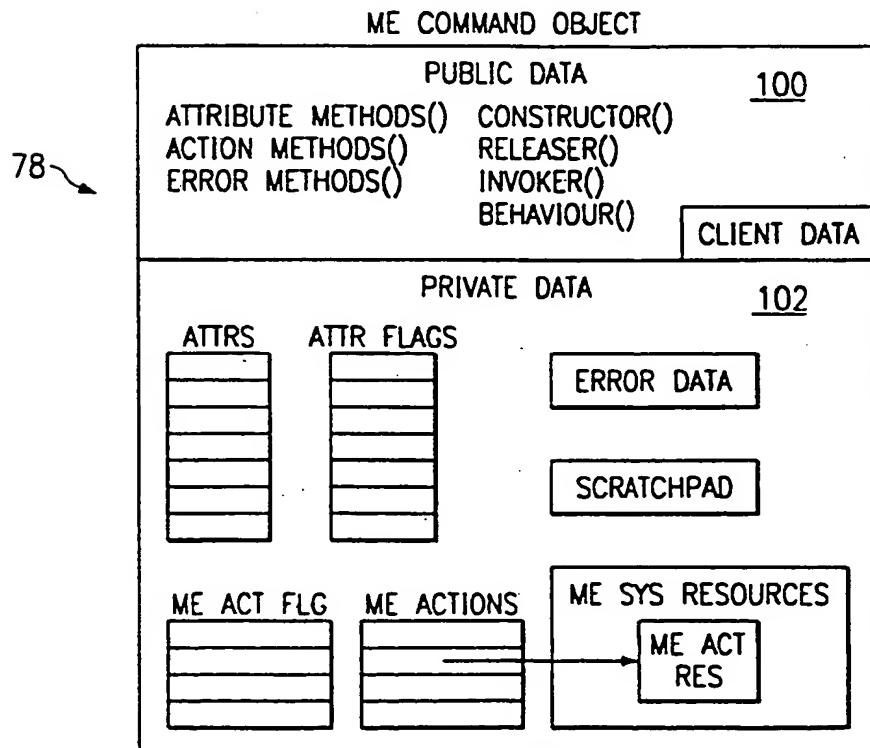 ME COMMAND OBJECT
PUBLIC DATA
100
ATTRIBUTE METHODS() CONSTRUCTOR()
ACTION METHODS() RELEASER()
ERROR METHODS() INVOKER()
BEHAVIOUR()
78
CLIENT DATA
PRIVATE DATA
102
ATTRS ATTR FLAGS
ERROR DATA
SCRATCHPAD
ME ACT FLG ME ACTIONS ME SYS RESOURCES
ME ACT
RES